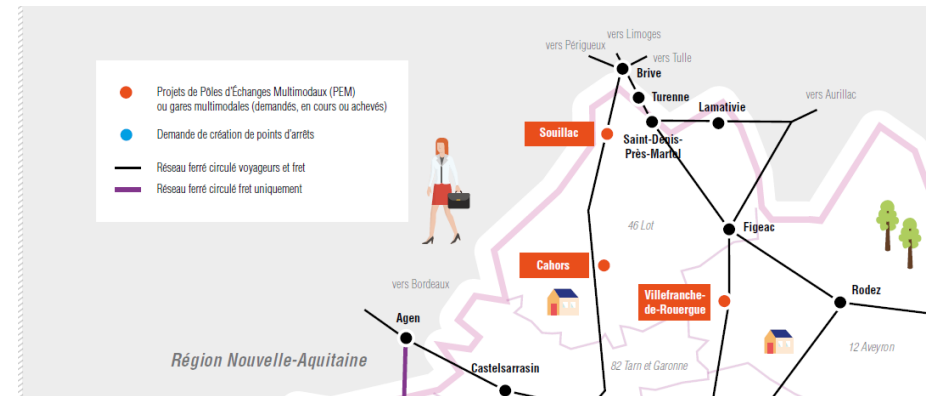 vers Limoges
vers Périgueux
vers Tulle
Brive
Projets de Pôles d'Échanges Multimodaux (PEM)
ou gares multimodales (demandés, en cours ou achevés)
Turenne
vers Aurillac
Lamativie
Demande de création de points d'arrêts
Souillac
Saint-Denis-
Près-Martel
Réseau ferré circulé voyageurs et fret
Réseau ferré circulé fret uniquement
46 Lot
Figeac
Cahors
vers Bordeaux
Villefranche-
de-Rouergue
Rodez
Agen
12 Aveyron
Région Nouvelle-Aquitaine
Castelsarrasin
82 Tarn et Garonne